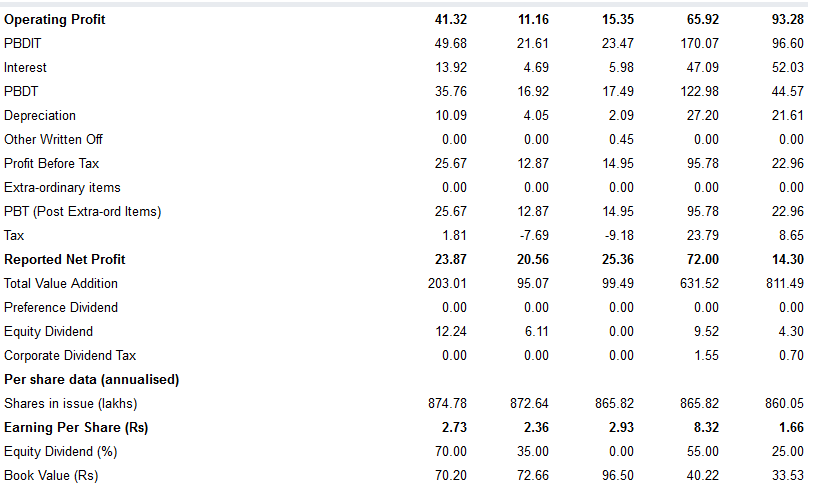 Operating Profit 41.32 11.16 15.35 65.92 93.28
PBDIT 49.68 21.61 23.47 170.07 96.60
Interest 13.92 4.69 5.98 47.09 52.03
PBDT 35.76 16.92 17.49 122.98 44.57
Depreciation 10.09 4.05 2.09 27.20 21.61
Other Written Off 0.00 0.00 0.45 0.00 0.00
Profit Before Tax 25.67 12.87 14.95 95.78 22.96
Extra-ordinary items 0.00 0.00 0.00 0.00 0.00
PBT (Post Extra-ord Items) 25.67 12.87 14.95 95.78 22.96
Tax 1.81 -7.69 -9.18 23.79 8.65
Reported Net Profit 23.87 20.56 25.36 72.00 14.30
Total Value Addition 203.01 95.07 99.49 631.52 811.49
Preference Dividend 0.00 0.00 0.00 0.00 0.00
Equity Dividend 12.24 6.11 0.00 9.52 4.30
Corporate Dividend Tax 0.00 0.00 0.00 1.55 0.70
Per share data (annualised)
Shares in issue (lakhs) 874.78 872.64 865.82 865.82 860.05
Earning Per Share (Rs) 2.73 2.36 2.93 8.32 1.66
Equity Dividend (%) 70.00 35.00 0.00 55.00 25.00
Book Value (Rs) 70.20 72.66 96.50 40.22 33.53